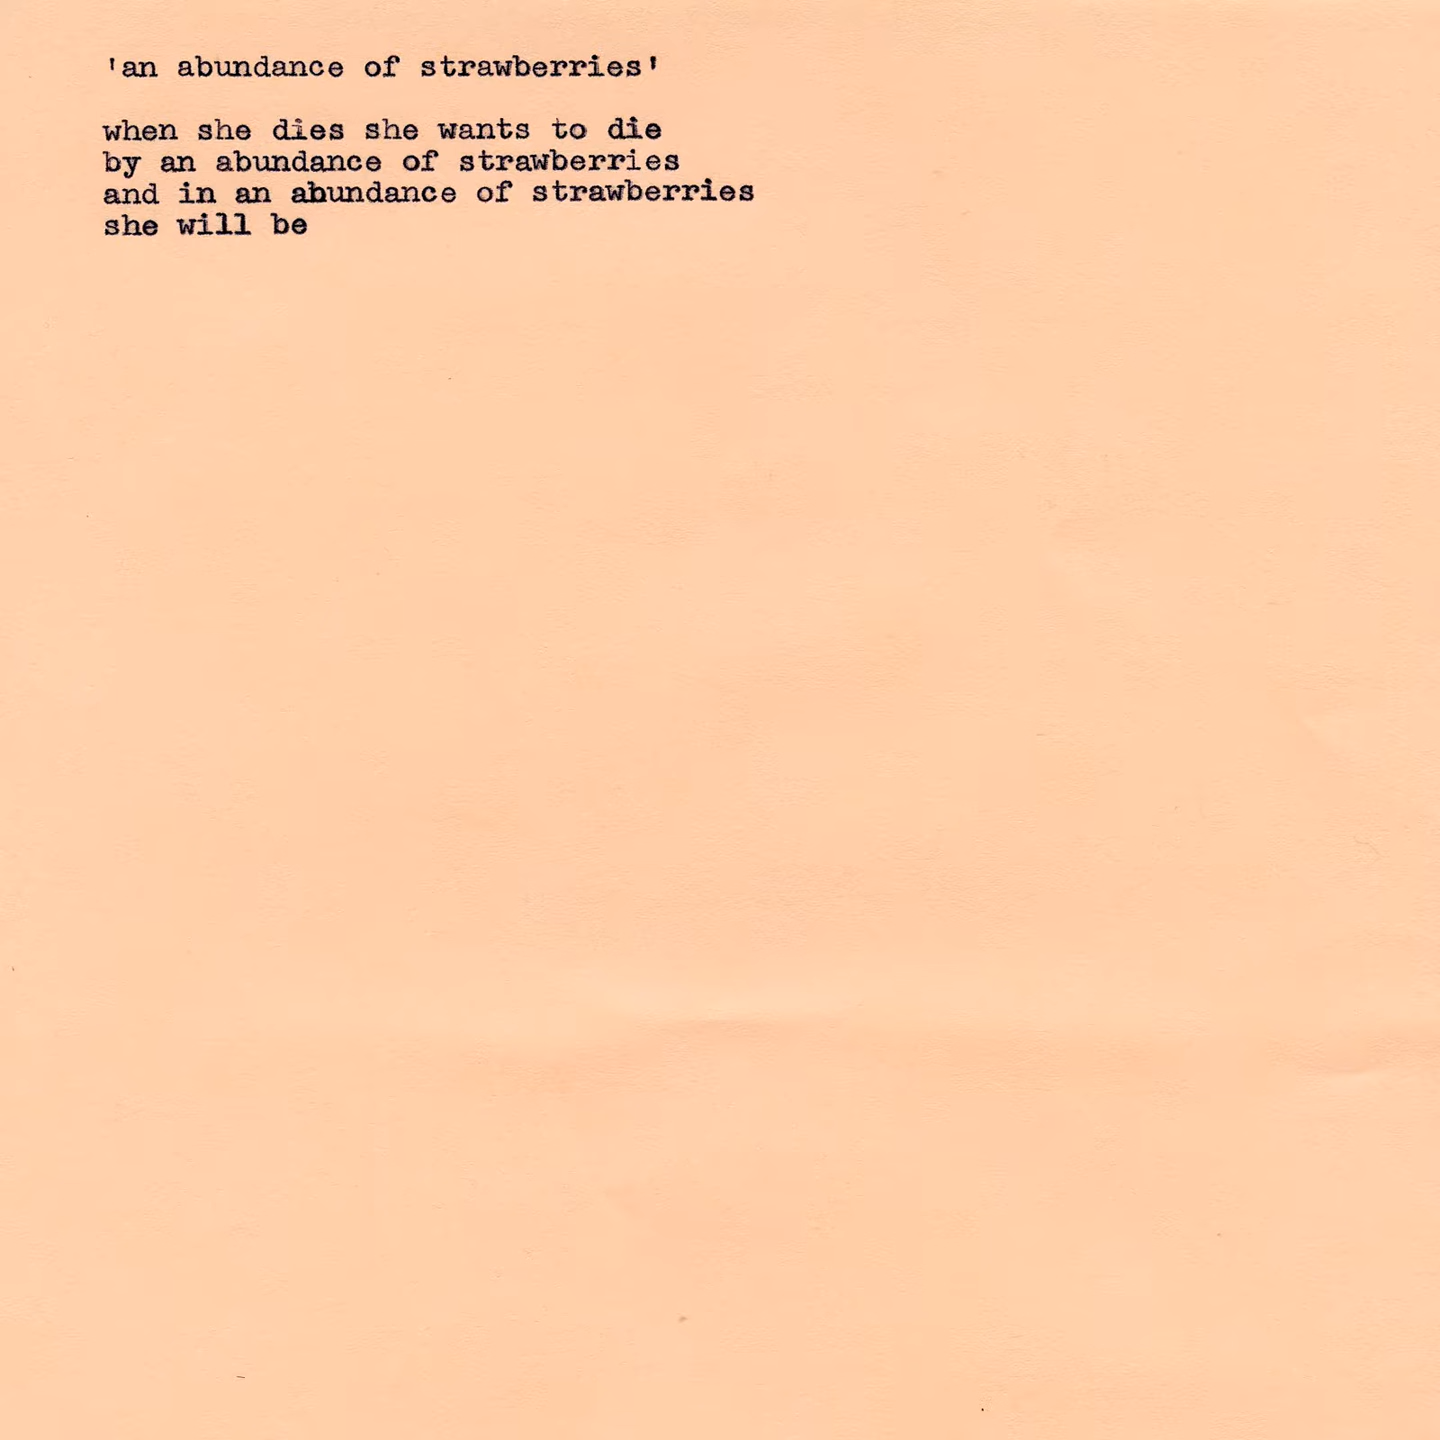 'an abundance of strawberries'
when she dies she wants to die
by an abundance of strawberries
and in an abundance of strawberries
she will be